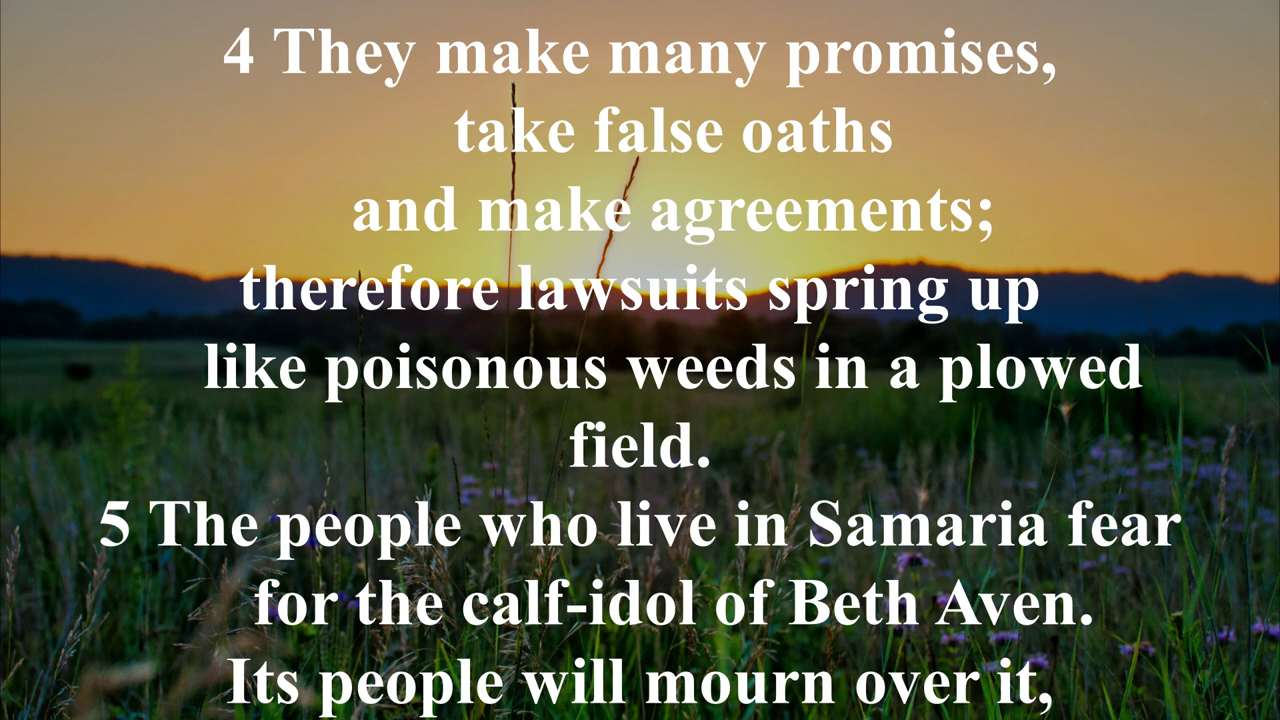 4 They make many promises,
take false oaths
and make agreements;
therefore lawsuits spring up
like poisonous weeds in a plowed
field.
5 The people who live in Samaria fear
for the calf-idol of Beth Aven.
Its people will mourn over it,